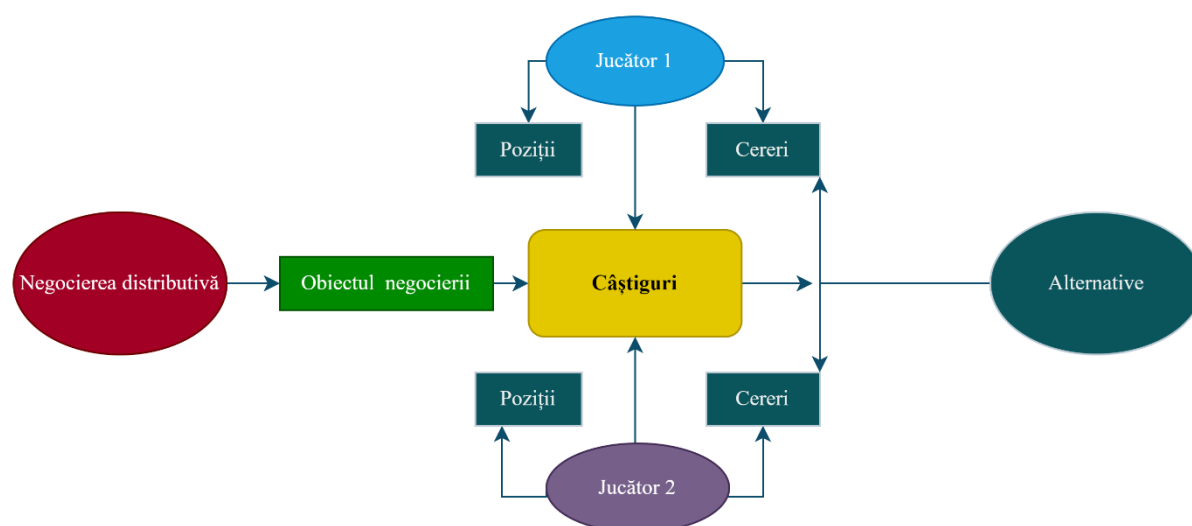 Jucător 1
Poziții
Cereri
Negocierea distributivă
Obiectul  negocierii
Câștiguri
Alternative
Poziții
Cereri
Jucător 2